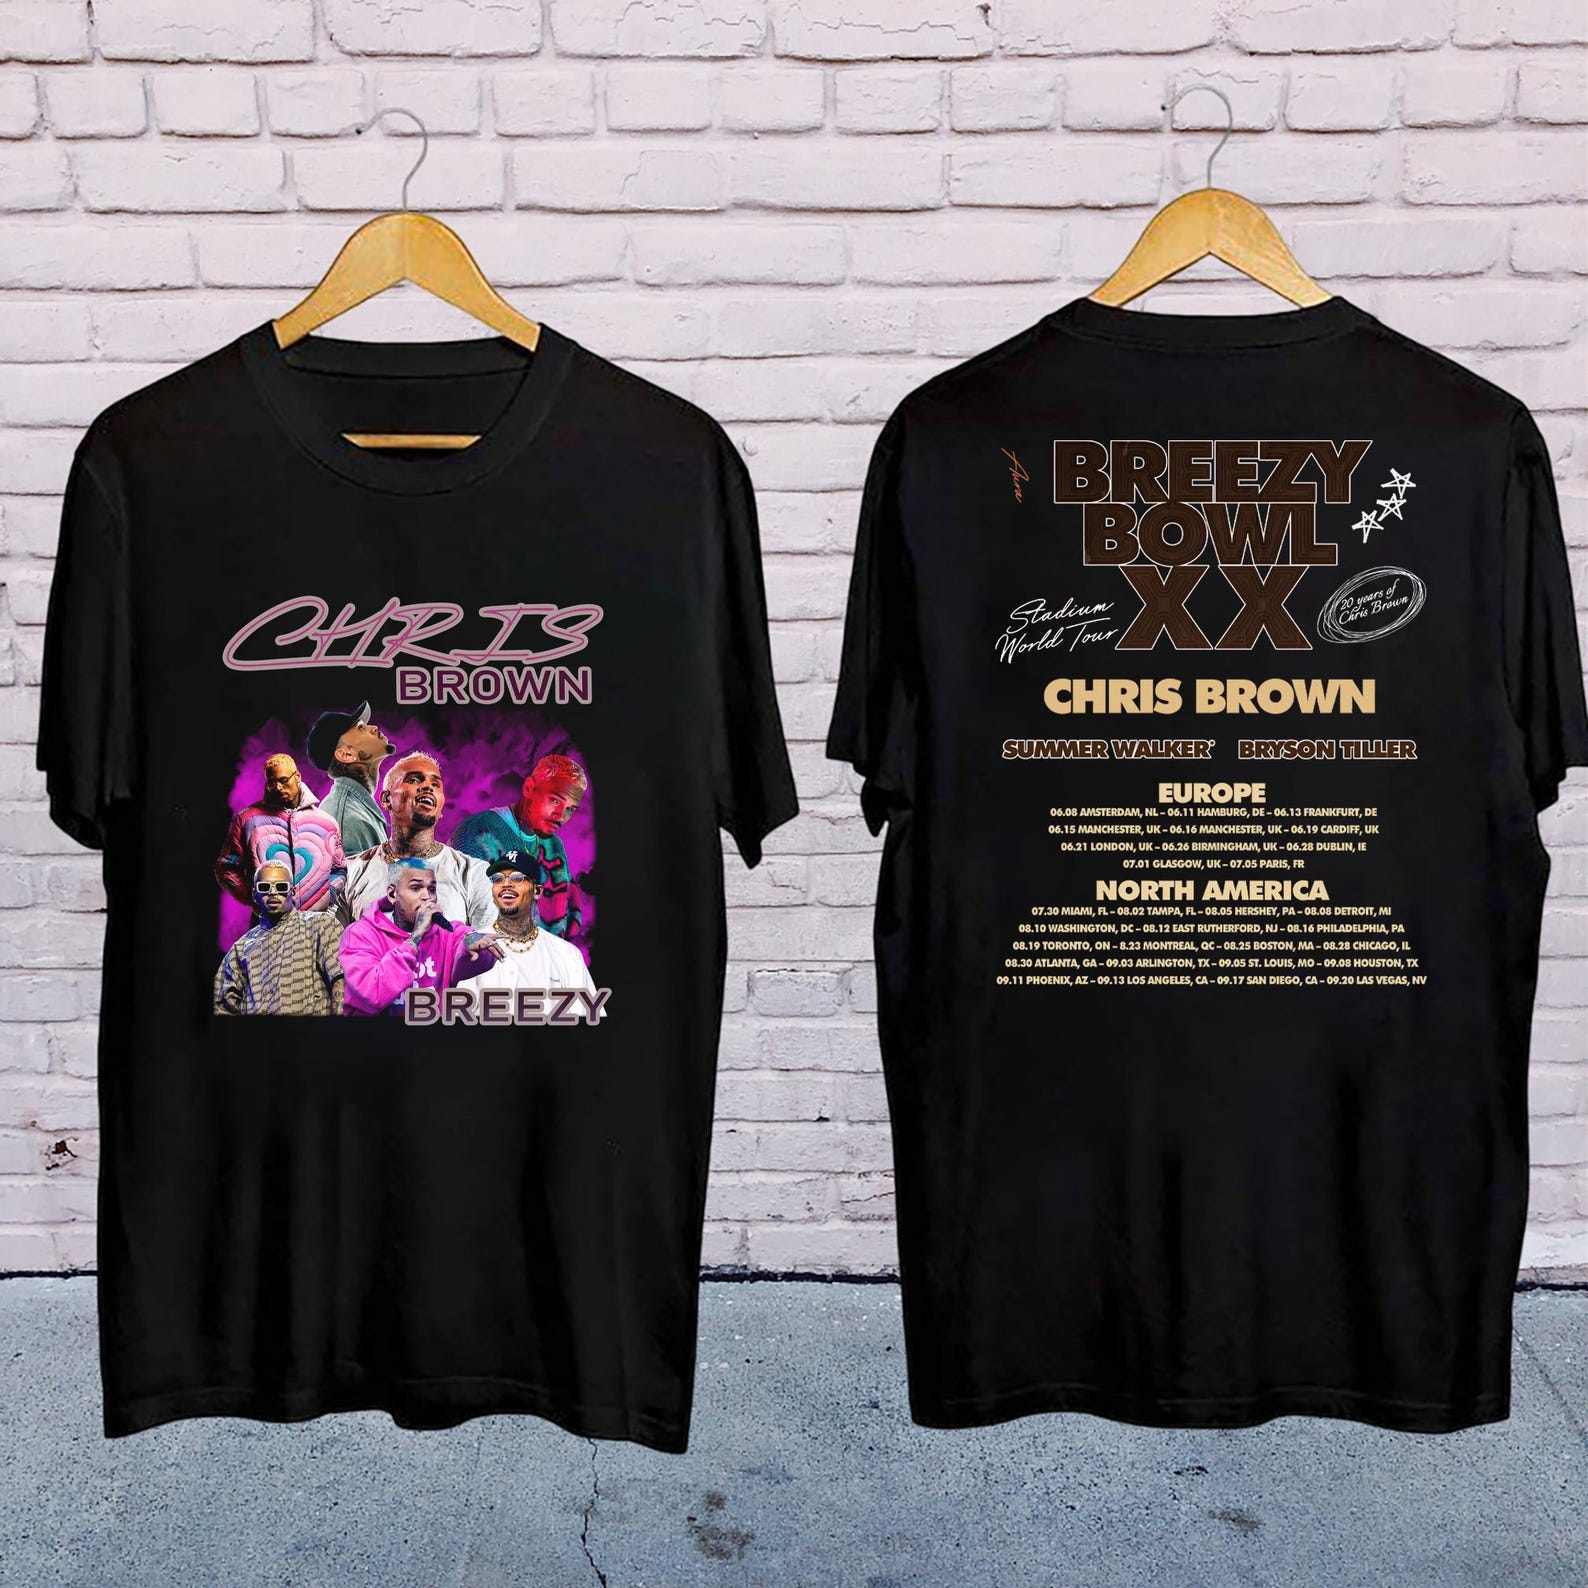 CHRIS
BROWN
pt
BREEZY
Aura
BREEZY
BOWL
XX
Stadium
World Tour
20 years of
Chris Brown
CHRIS BROWN
SUMMER WALKER* BRYSON TILLER
EUROPE
06.08 AMSTERDAM, NL – 06.11 HAMBURG, DE – 06.13 FRANKFURT, DE
06.15 MANCHESTER, UK – 06.16 MANCHESTER, UK – 06.19 CARDIFF, UK
06.21 LONDON, UK – 06.26 BIRMINGHAM, UK – 06.28 DUBLIN, IE
07.01 GLASGOW, UK – 07.05 PARIS, FR
NORTH AMERICA
07.30 MIAMI, FL – 08.02 TAMPA, FL – 08.05 HERSHEY, PA – 08.08 DETROIT, MI
08.10 WASHINGTON, DC – 08.12 EAST RUTHERFORD, NJ – 08.16 PHILADELPHIA, PA
08.19 TORONTO, ON – 8.23 MONTREAL, QC – 08.25 BOSTON, MA – 08.28 CHICAGO, IL
08.30 ATLANTA, GA – 09.03 ARLINGTON, TX – 09.05 ST. LOUIS, MO – 09.08 HOUSTON, TX
09.11 PHOENIX, AZ – 09.13 LOS ANGELES, CA – 09.17 SAN DIEGO, CA – 09.20 LAS VEGAS, NV